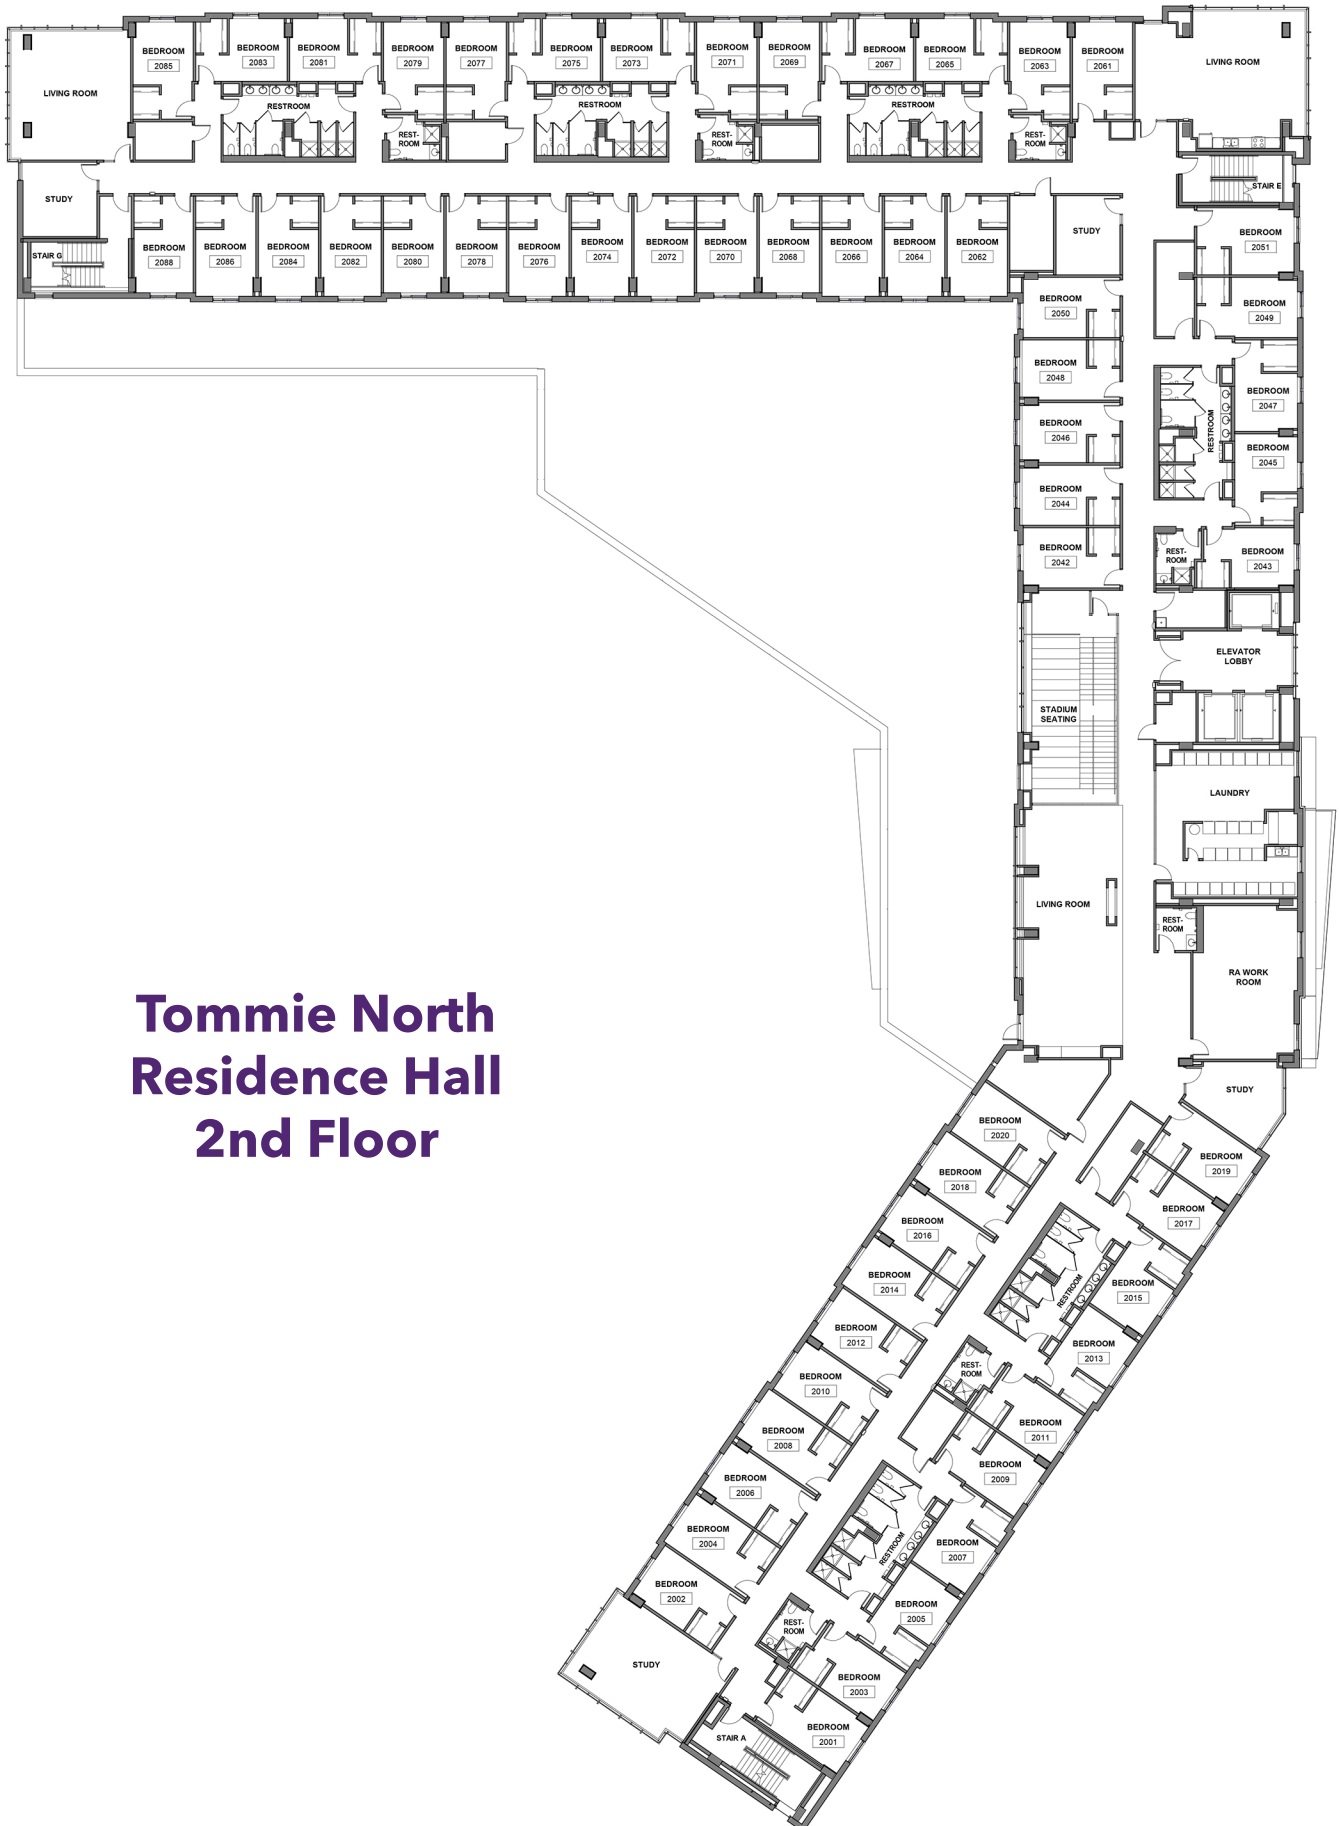 BEDROOM
2085
BEDROOM
2083
BEDROOM
2081
BEDROOM
2079
BEDROOM
2077
BEDROOM
2075
BEDROOM
2073
BEDROOM
2071
BEDROOM
2069
BEDROOM
2067
BEDROOM
2065
BEDROOM
2063
BEDROOM
2061
LIVING ROOM
LIVING ROOM
RESTROOM
REST-
ROOM
RESTROOM
REST-
ROOM
RESTROOM
REST-
ROOM
STUDY
STAIR G
STAIR E
BEDROOM
2088
BEDROOM
2086
BEDROOM
2084
BEDROOM
2082
BEDROOM
2080
BEDROOM
2078
BEDROOM
2076
BEDROOM
2074
BEDROOM
2072
BEDROOM
2070
BEDROOM
2068
BEDROOM
2066
BEDROOM
2064
BEDROOM
2062
STUDY
BEDROOM
2051
BEDROOM
2050
BEDROOM
2049
BEDROOM
2048
BEDROOM
2047
BEDROOM
2046
RESTROOM
BEDROOM
2045
BEDROOM
2044
BEDROOM
2042
REST-
ROOM
BEDROOM
2043
ELEVATOR
LOBBY
STADIUM
SEATING
LAUNDRY
LIVING ROOM
REST-
ROOM
RA WORK
ROOM
Tommie North
Residence Hall
2nd Floor
STUDY
BEDROOM
2020
BEDROOM
2019
BEDROOM
2018
BEDROOM
2017
BEDROOM
2016
BEDROOM
2015
BEDROOM
2014
RESTROOM
BEDROOM
2013
BEDROOM
2012
REST-
ROOM
BEDROOM
2010
BEDROOM
2011
BEDROOM
2008
BEDROOM
2009
BEDROOM
2006
BEDROOM
2007
BEDROOM
2004
RESTROOM
BEDROOM
2005
BEDROOM
2002
REST-
ROOM
BEDROOM
2003
STUDY
BEDROOM
2001
STAIR A